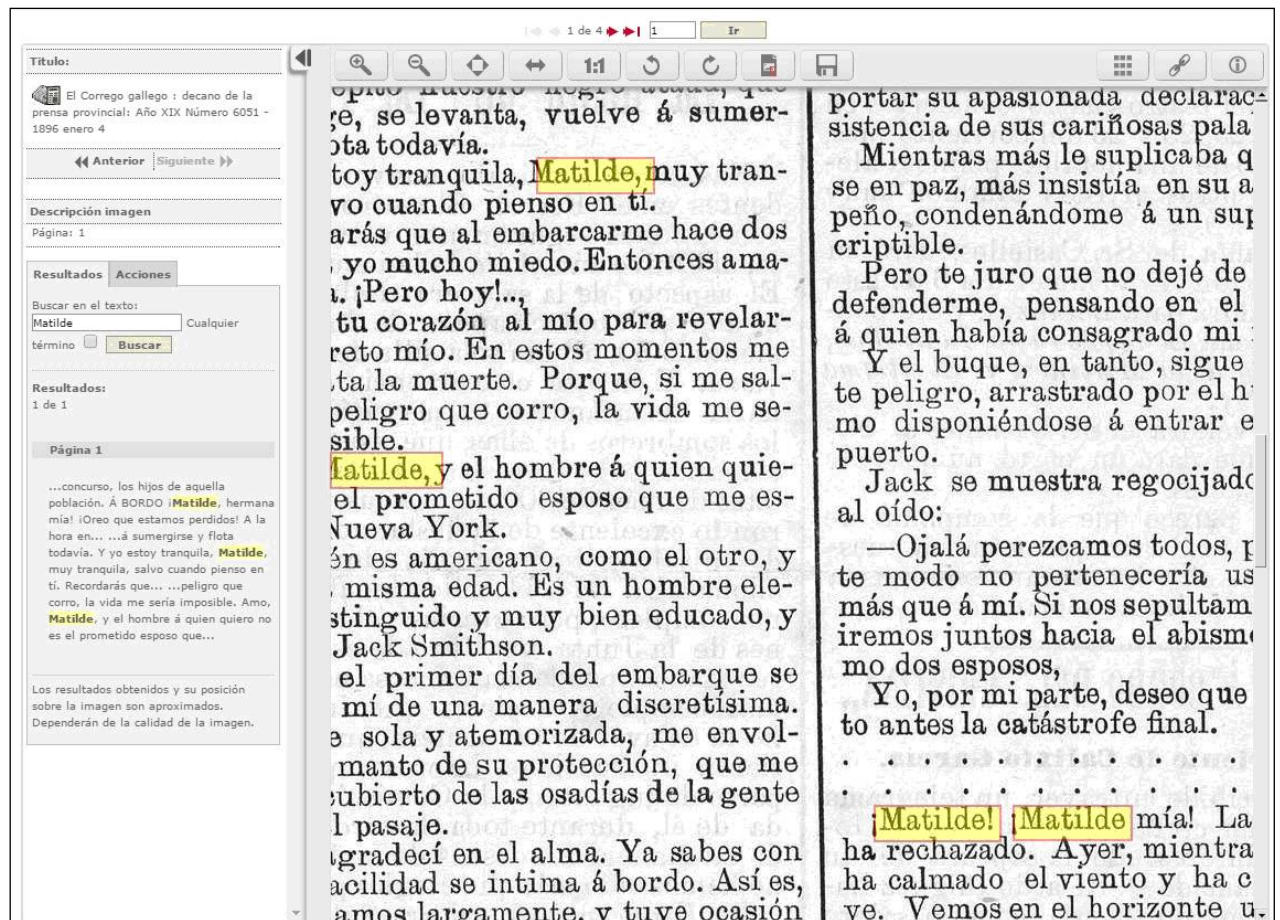 1 de 4 1 Ir
Título:
El Correo gallego : decano de la
prensa provincial: Año XIX Número 6051 -
1896 enero 4
Anterior Siguiente
Descripción imagen
Página: 1
Resultados Acciones
Buscar en el texto:
Matilde Cualquier
término Buscar
Resultados:
1 de 1
Página 1
...concurso, los hijos de aquella
población. Á BORDO ¡Matilde, hermana
mía! ¡Oreo que estamos perdidos! A la
hora en... ...á sumergirse y flota
todavía. Y yo estoy tranquila, Matilde,
muy tranquila, salvo cuando pienso en
tí. Recordarás que... ...peligro que
corro, la vida me sería imposible. Amo,
Matilde, y el hombre á quien quiero no
es el prometido esposo que...
Los resultados obtenidos y su posición
sobre la imagen son aproximados.
Dependerán de la calidad de la imagen.
1:1
nuestro negro ataud, que
ge, se levanta, vuelve á sumer-
ota todavía.
toy tranquila, Matilde, muy tran-
vo cuando pienso en tí.
arás que al embarcarme hace dos
yo mucho miedo. Entonces ama-
a. ¡Pero hoy!..,
tu corazón al mío para revelar-
reto mío. En estos momentos me
ta la muerte. Porque, si me sal-
peligro que corro, la vida me se-
sible.
Matilde, y el hombre á quien quie-
el prometido esposo que me es-
Nueva York.
én es americano, como el otro, y
misma edad. Es un hombre ele-
stinguido y muy bien educado, y
Jack Smithson.
el primer día del embarque se
mí de una manera discretísima.
e sola y atemorizada, me envol-
manto de su protección, que me
cubierto de las osadías de la gente
l pasaje.
agradecí en el alma. Ya sabes con
acilidad se intima á bordo. Así es,
amos largamente, y tuve ocasión
portar su apasionada declarac
sistencia de sus cariñosas pala
Mientras más le suplicaba q
se en paz, más insistía en su a
peño, condenándome á un sup
criptible.
Pero te juro que no dejé de
defenderme, pensando en el
á quien había consagrado mi
Y el buque, en tanto, sigue
te peligro, arrastrado por el h
mo disponiéndose á entrar e
puerto.
Jack se muestra regocijado
al oído:
—Ojalá perezcamos todos, p
te modo no pertenecería us
más que á mí. Si nos sepultam
iremos juntos hacia el abismo
mo dos esposos,
Yo, por mi parte, deseo que
to antes la catástrofe final.
. . . . . . . . . . .
. . . . . . . . . . .
¡Matilde! ¡Matilde mía! La
ha rechazado. Ayer, mientra
ha calmado el viento y ha c
ve. Vemos en el horizonte u